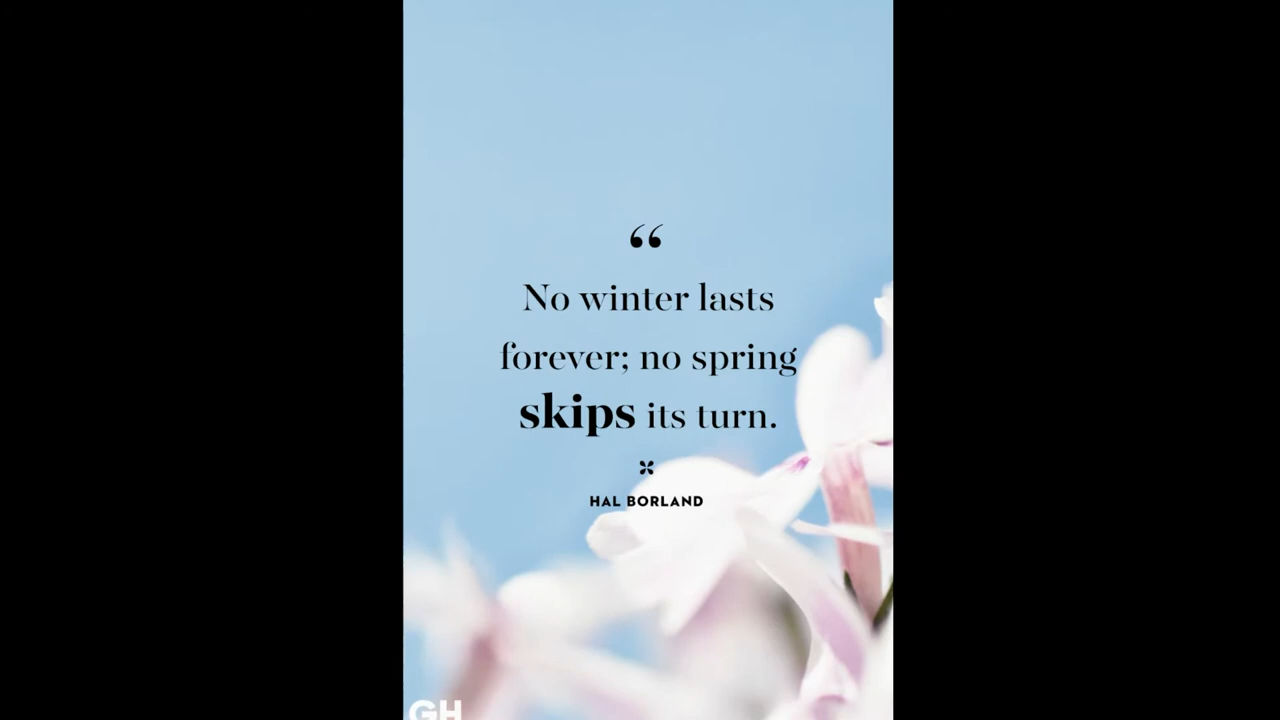 “
No winter lasts
forever; no spring
skips its turn.
HAL BORLAND
GH